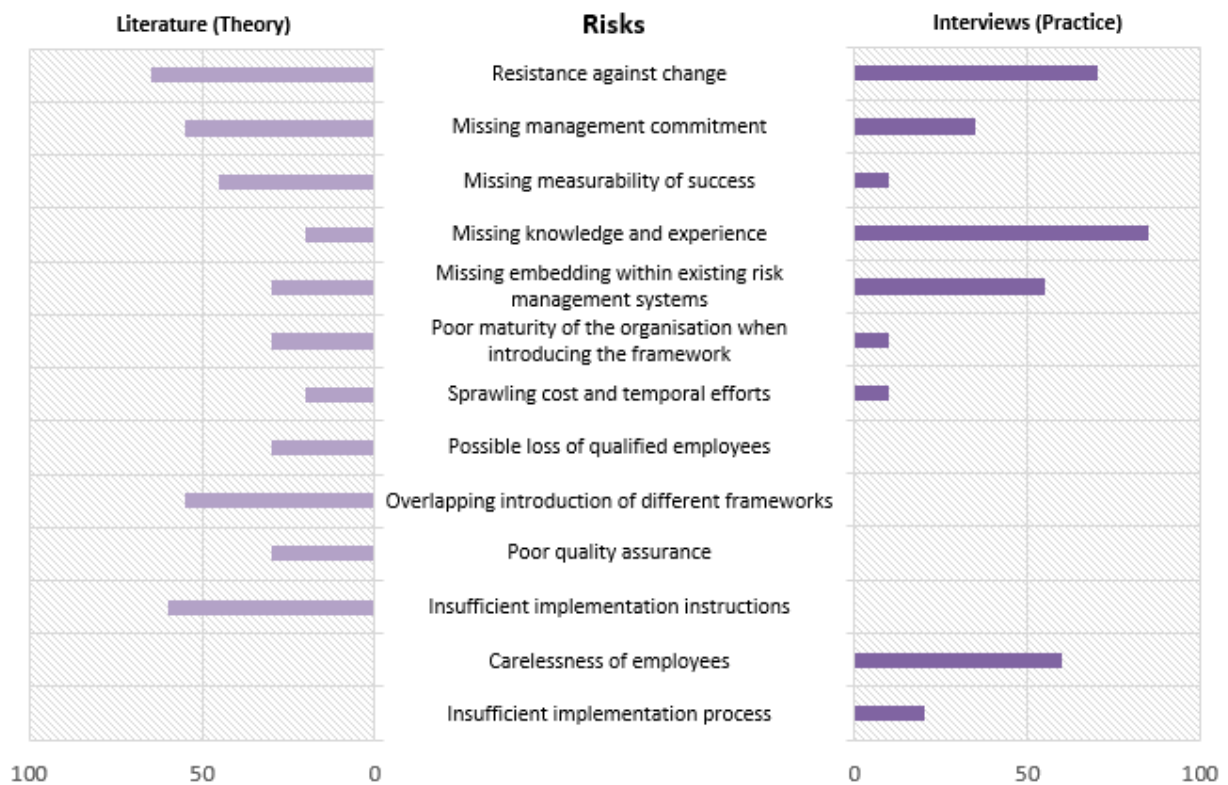 Literature (Theory)
Risks
Interviews (Practice)
Resistance against change
Missing management commitment
Missing measurability of success
Missing knowledge and experience
Missing embedding within existing risk
management systems
Poor maturity of the organisation when
introducing the framework
Sprawling cost and temporal efforts
Possible loss of qualified employees
Overlapping introduction of different frameworks
Poor quality assurance
Insufficient implementation instructions
Carelessness of employees
Insufficient implementation process
100 50 0
0 50 100